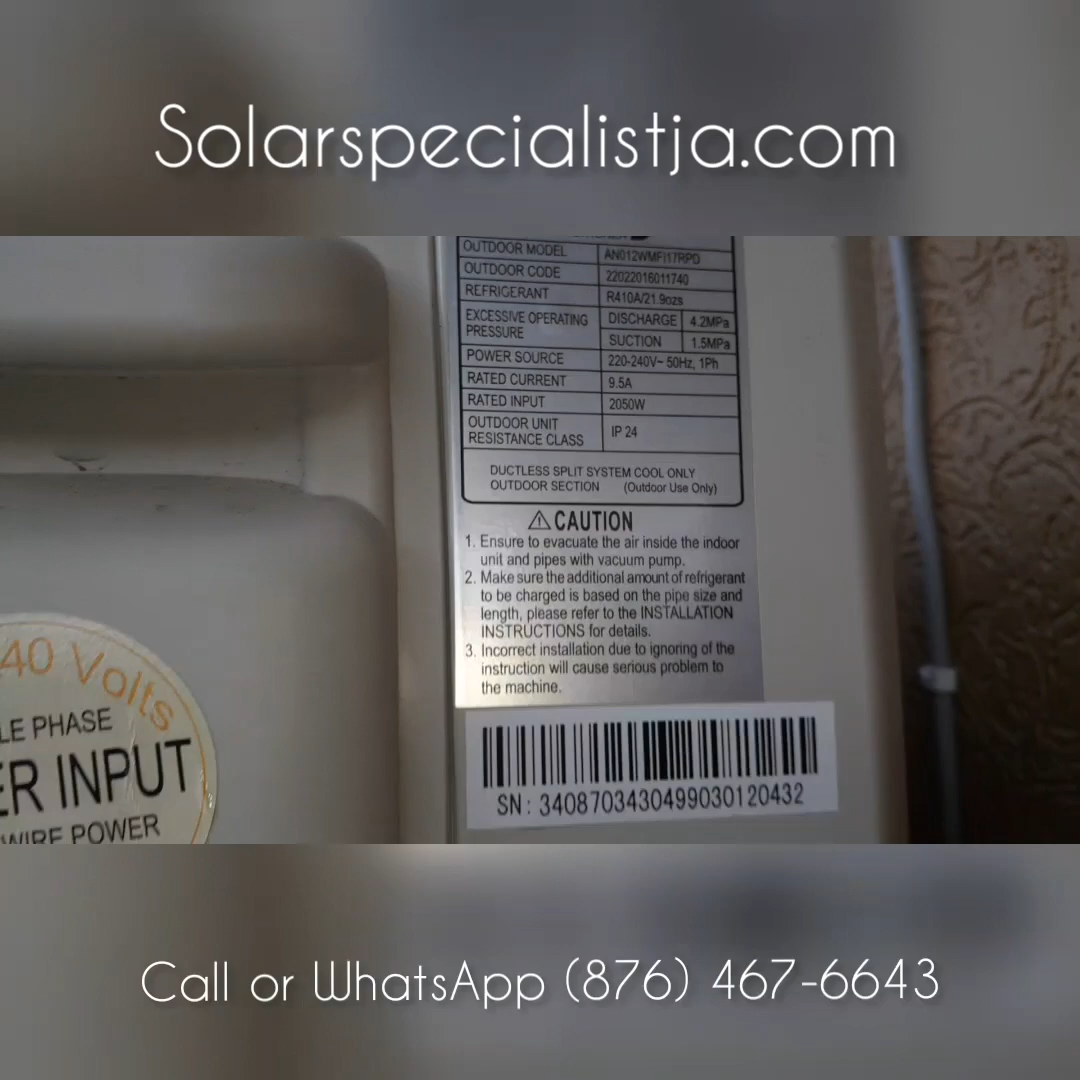 Solarspecialistja.com
OUTDOOR MODEL AN012WMFI17RPD
OUTDOOR CODE 22022016011740
REFRIGERANT R410A/21.9ozs
EXCESSIVE OPERATING PRESSURE DISCHARGE 4.2MPa
SUCTION 1.5MPa
POWER SOURCE 220-240V~ 50Hz, 1Ph
RATED CURRENT 9.5A
RATED INPUT 2050W
OUTDOOR UNIT RESISTANCE CLASS IP 24
DUCTLESS SPLIT SYSTEM COOL ONLY
OUTDOOR SECTION (Outdoor Use Only)
CAUTION
1. Ensure to evacuate the air inside the indoor
unit and pipes with vacuum pump.
2. Make sure the additional amount of refrigerant
to be charged is based on the pipe size and
length, please refer to the INSTALLATION
INSTRUCTIONS for details.
3. Incorrect installation due to ignoring of the
instruction will cause serious problem to
the machine.
SN: 3408703430499030120432
40 Volts
LE PHASE
ER INPUT
WIRE POWER
Call or WhatsApp (876) 467-6643